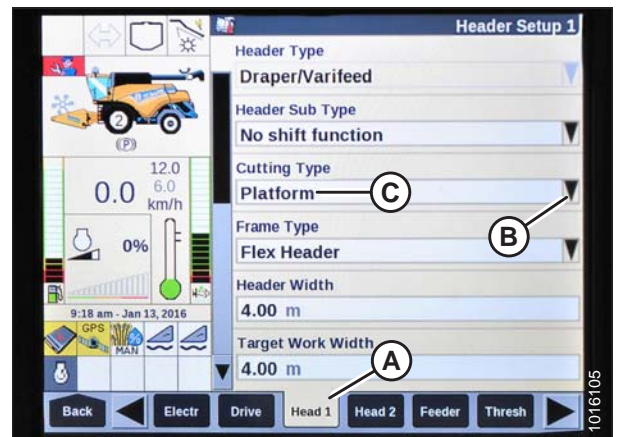 Header Setup 1
Header Type
Draper/Varifeed
Header Sub Type
No shift function
Cutting Type
Platform
C
B
Frame Type
Flex Header
Header Width
4.00 m
Target Work Width
4.00 m
A
2
(P)
12.0
0.0
6.0
km/h
0%
9:18 am - Jan 13, 2016
GPS
MAN
%
Back
Electr
Drive
Head 1
Head 2
Feeder
Thresh
1016105